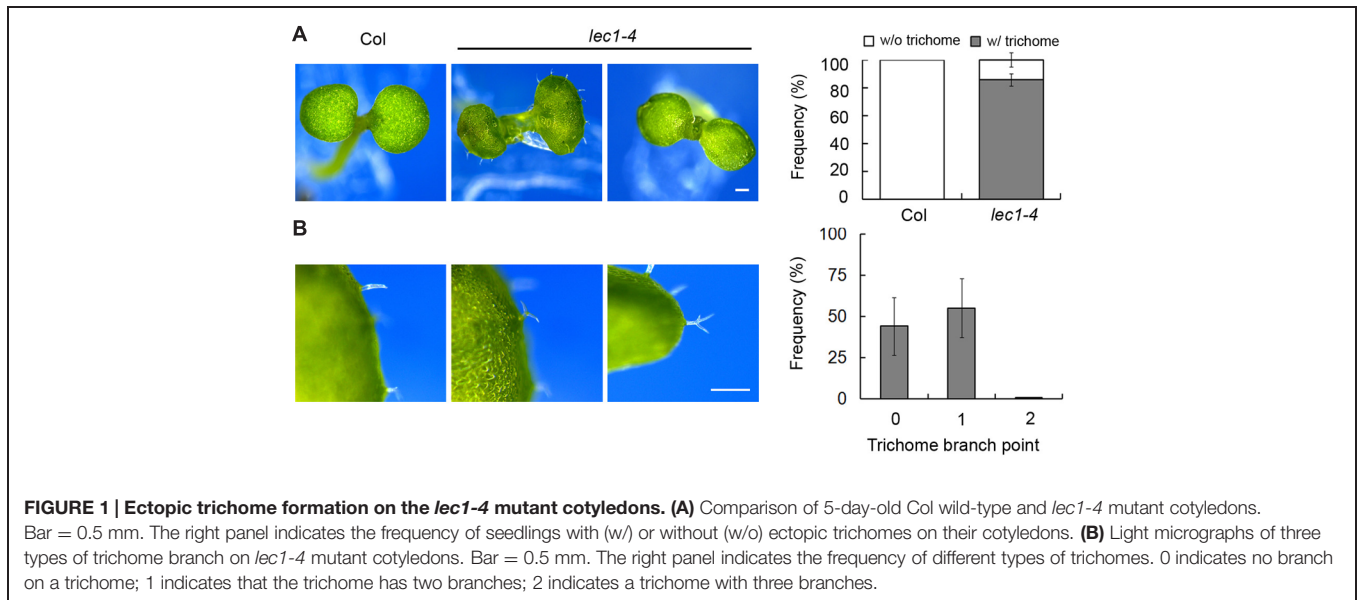 A
Col
lec1-4
w/o trichome w/ trichome
Frequency (%)
100
80
60
40
20
0
Col lec1-4
B
Frequency (%)
100
75
50
25
0
0 1 2
Trichome branch point
FIGURE 1 | Ectopic trichome formation on the lec1-4 mutant cotyledons. (A) Comparison of 5-day-old Col wild-type and lec1-4 mutant cotyledons.
Bar = 0.5 mm. The right panel indicates the frequency of seedlings with (w/) or without (w/o) ectopic trichomes on their cotyledons. (B) Light micrographs of three
types of trichome branch on lec1-4 mutant cotyledons. Bar = 0.5 mm. The right panel indicates the frequency of different types of trichomes. 0 indicates no branch
on a trichome; 1 indicates that the trichome has two branches; 2 indicates a trichome with three branches.